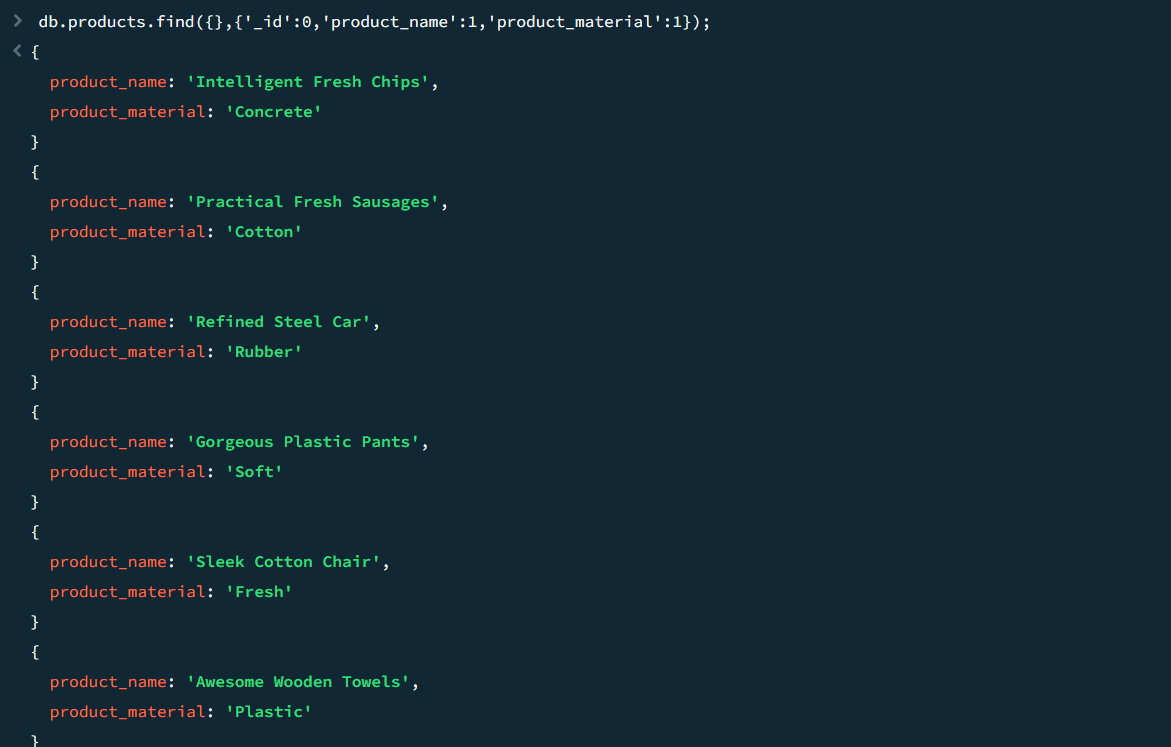 > db.products.find({},{'_id':0,'product_name':1,'product_material':1});
< {
product_name: 'Intelligent Fresh Chips',
product_material: 'Concrete'
}
{
product_name: 'Practical Fresh Sausages',
product_material: 'Cotton'
}
{
product_name: 'Refined Steel Car',
product_material: 'Rubber'
}
{
product_name: 'Gorgeous Plastic Pants',
product_material: 'Soft'
}
{
product_name: 'Sleek Cotton Chair',
product_material: 'Fresh'
}
{
product_name: 'Awesome Wooden Towels',
product_material: 'Plastic'
}